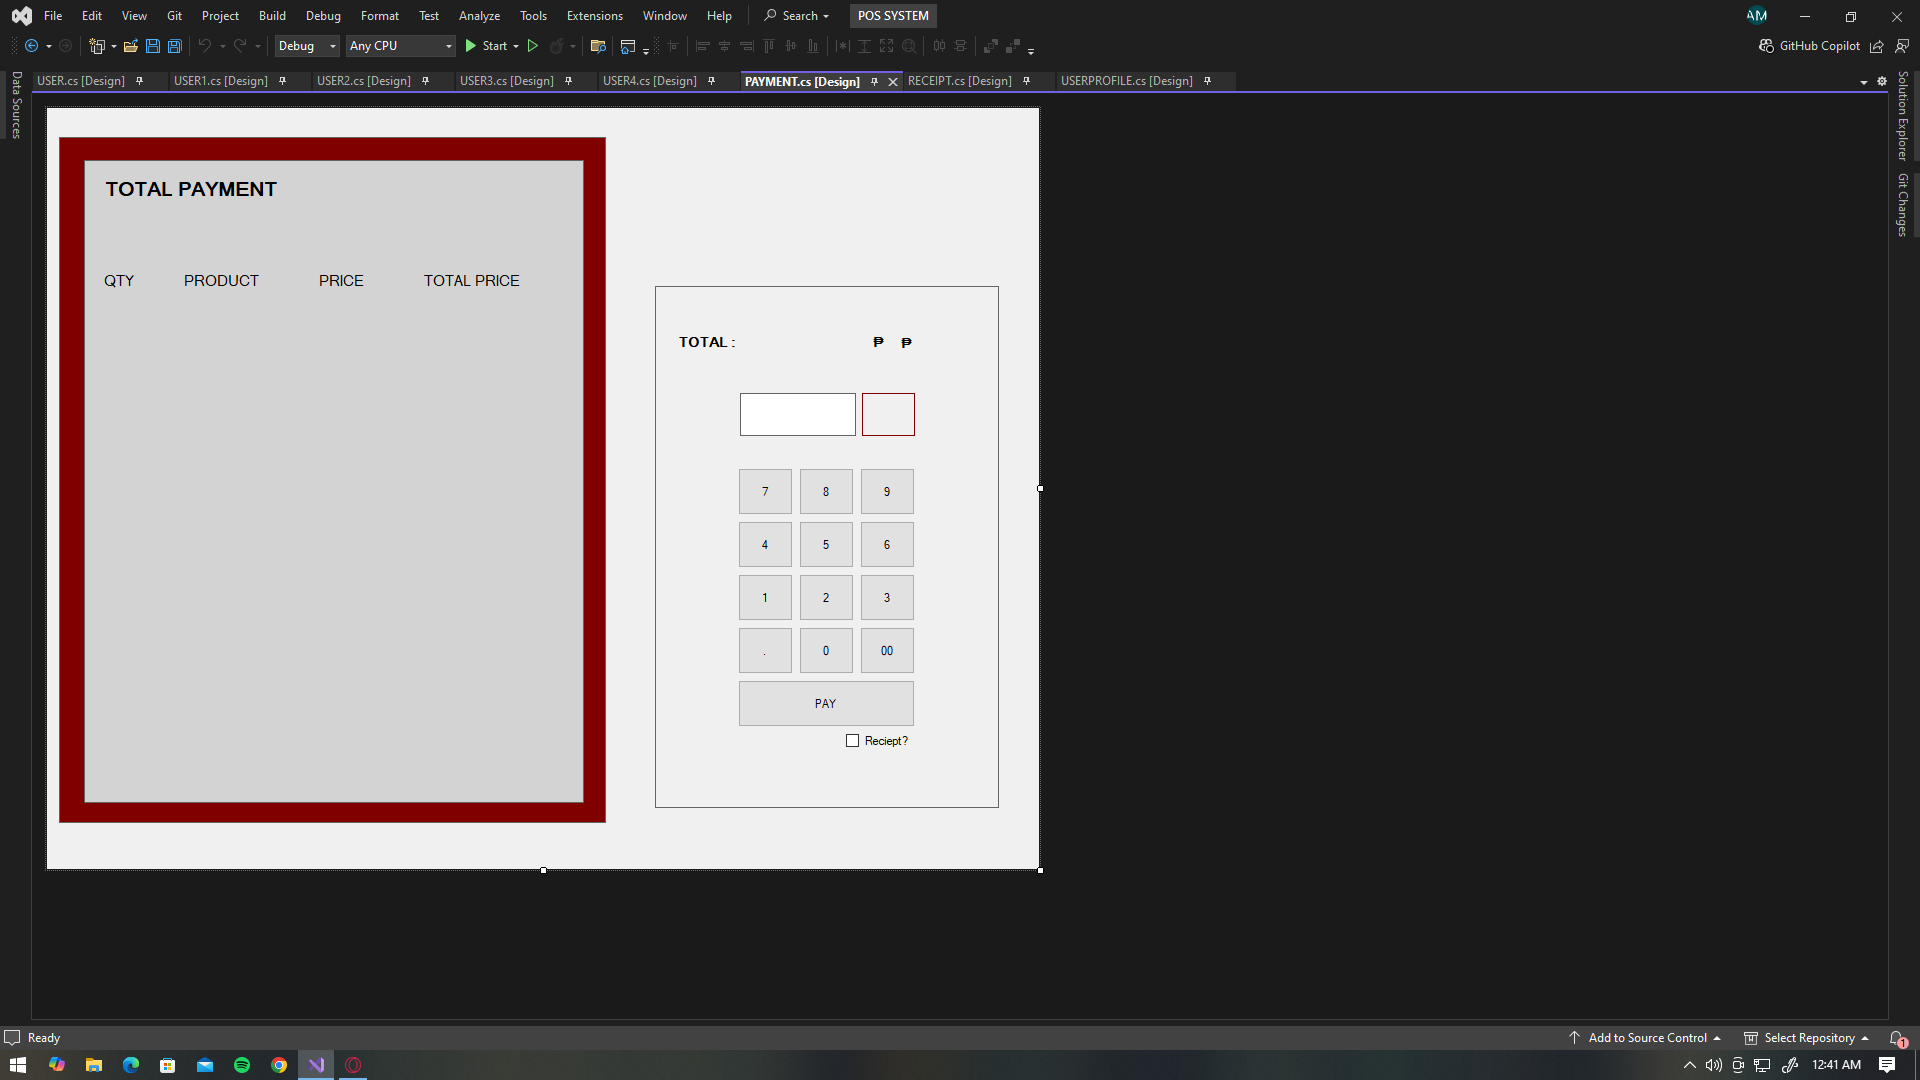 File Edit View Git Project Build Debug Format Test Analyze Tools Extensions Window Help Search POS SYSTEM AM
Debug Any CPU Start GitHub Copilot
USER.cs [Design] USER1.cs [Design] USER2.cs [Design] USER3.cs [Design] USER4.cs [Design] PAYMENT.cs [Design] RECEIPT.cs [Design] USERPROFILE.cs [Design]
Data Sources
Solution Explorer
Git Changes
TOTAL PAYMENT
QTY PRODUCT PRICE TOTAL PRICE
TOTAL : ₱ ₱
7 8 9
4 5 6
1 2 3
. 0 00
PAY
Reciept?
Ready Add to Source Control Select Repository 1
12:41 AM